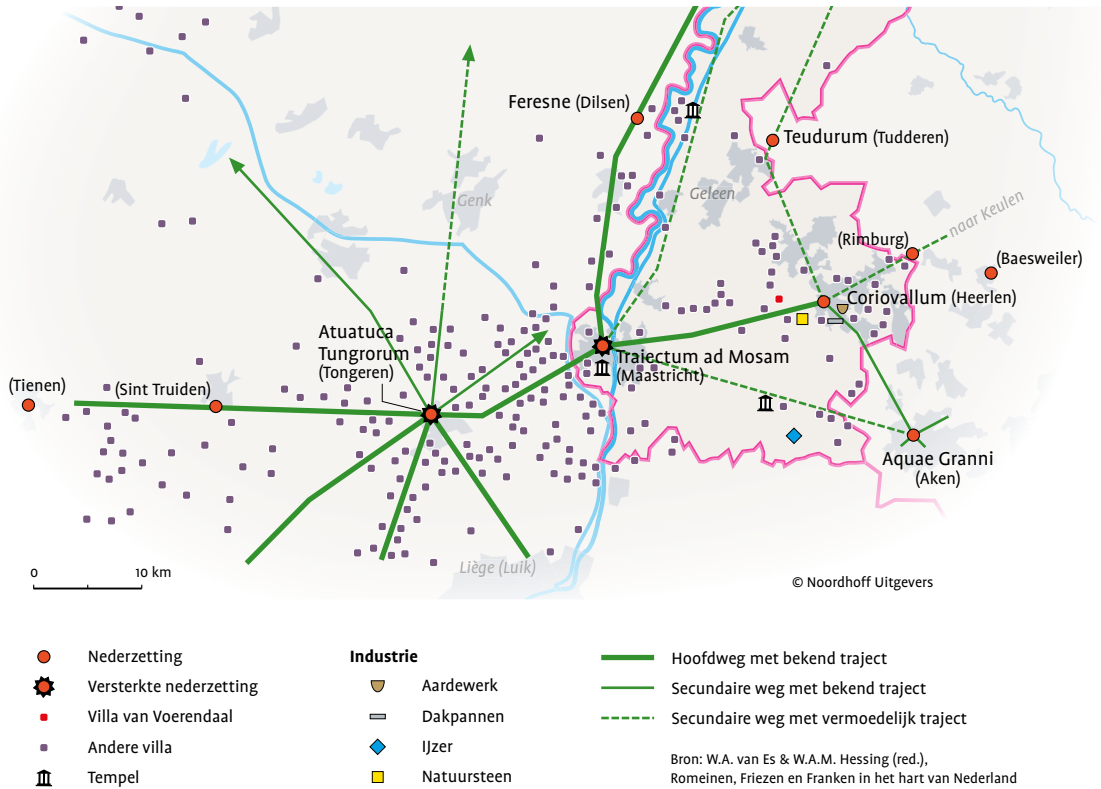 Feresne (Dilsen)
Teudurum (Tudderen)
Genk
Geleen
naar Keulen
(Rimburg)
(Baesweiler)
Coriovallum (Heerlen)
Atuatuca
Tungrorum
(Tongeren)
Traiectum ad Mosam
(Maastricht)
(Tienen)
(Sint Truiden)
Aquae Granni
(Aken)
Liège (Luik)
0 10 km
© Noordhoff Uitgevers
Nederzetting
Versterkte nederzetting
Villa van Voerendaal
Andere villa
Tempel
Industrie
Aardewerk
Dakpannen
IJzer
Natuursteen
Hoofdweg met bekend traject
Secundaire weg met bekend traject
Secundaire weg met vermoedelijk traject
Bron: W.A. van Es & W.A.M. Hessing (red.),
Romeinen, Friezen en Franken in het hart van Nederland